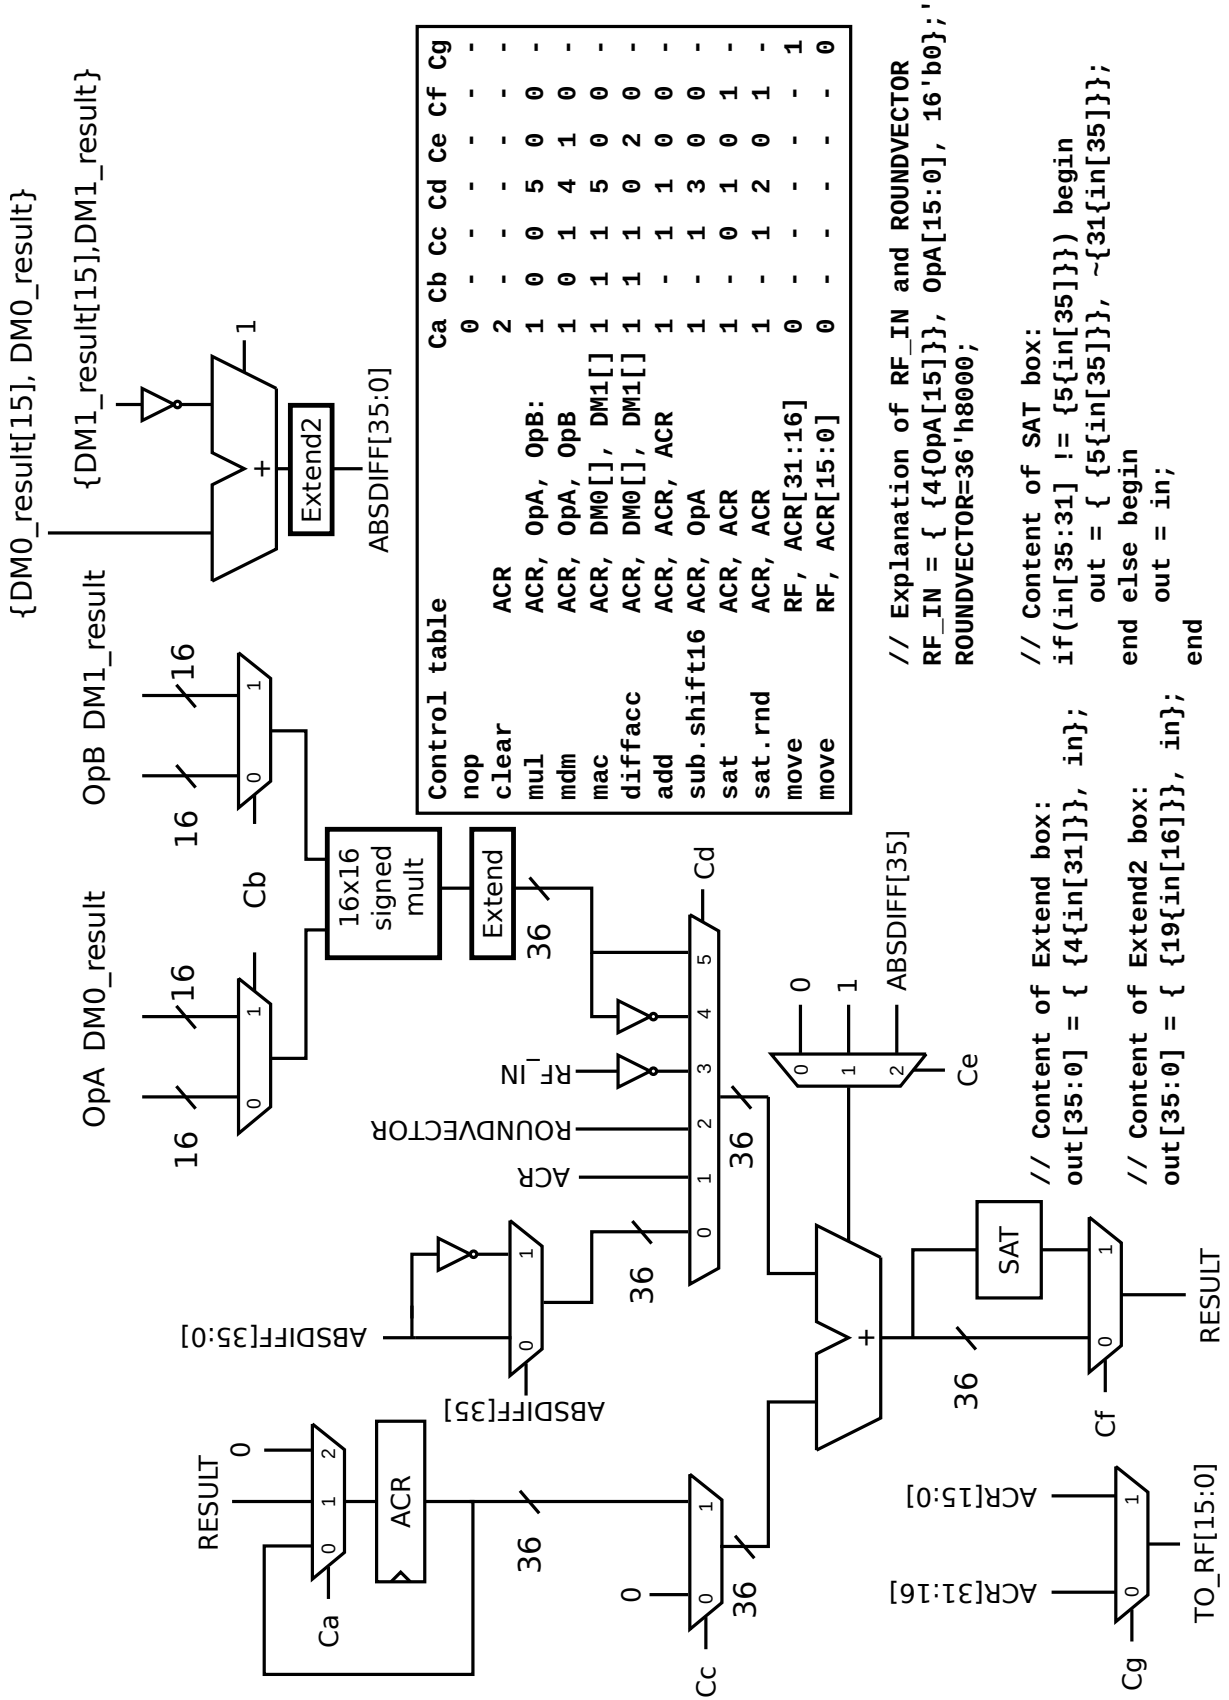 {DM0_result[15], DM0_result}
{DM1_result[15],DM1_result}
1
+
Extend2
ABSDIFF[35:0]
OpA DM0_result
OpB DM1_result
16
16
16
16
0
1
0
1
Cb
16x16
signed
mult
Extend
36
RESULT
0
0
1
2
Ca
ACR
36
ABSDIFF[35:0]
0
1
ABSDIFF[35]
36
ACR
ROUNDVECTOR
RF_IN
0
1
2
3
4
5
Cd
36
0
0
1
Cc
36
+
0
1
ABSDIFF[35]
0
1
2
Ce
36
SAT
0
1
Cf
RESULT
ACR[31:16]
ACR[15:0]
0
1
Cg
TO_RF[15:0]
Control table Ca Cb Cc Cd Ce Cf Cg
nop 0 - - - - - -
clear ACR 2 - - - - - -
mul ACR, OpA, OpB: 1 0 0 5 0 0 -
mdm ACR, OpA, OpB 1 0 1 4 1 0 -
mac ACR, DM0[], DM1[] 1 1 1 5 0 0 -
diffacc ACR, DM0[], DM1[] 1 1 1 0 2 0 -
add ACR, ACR, ACR 1 - 1 1 0 0 -
sub.shift16 ACR, OpA 1 - 1 3 0 0 -
sat ACR, ACR 1 - 0 1 0 1 -
sat.rnd ACR, ACR 1 - 1 2 0 1 -
move RF, ACR[31:16] 0 - - - - - 1
move RF, ACR[15:0] 0 - - - - - 0
// Explanation of RF_IN and ROUNDVECTOR
RF_IN = { {4{OpA[15]}}, OpA[15:0], 16'b0};'
ROUNDVECTOR=36'h8000;
// Content of Extend box:
out[35:0] = { {4{in[31]}}, in};
// Content of Extend2 box:
out[35:0] = { {19{in[16]}}, in};
// Content of SAT box:
if(in[35:31] != {5{in[35]}}) begin
out = { {5{in[35]}}, ~{31{in[35]}}};
end else begin
out = in;
end